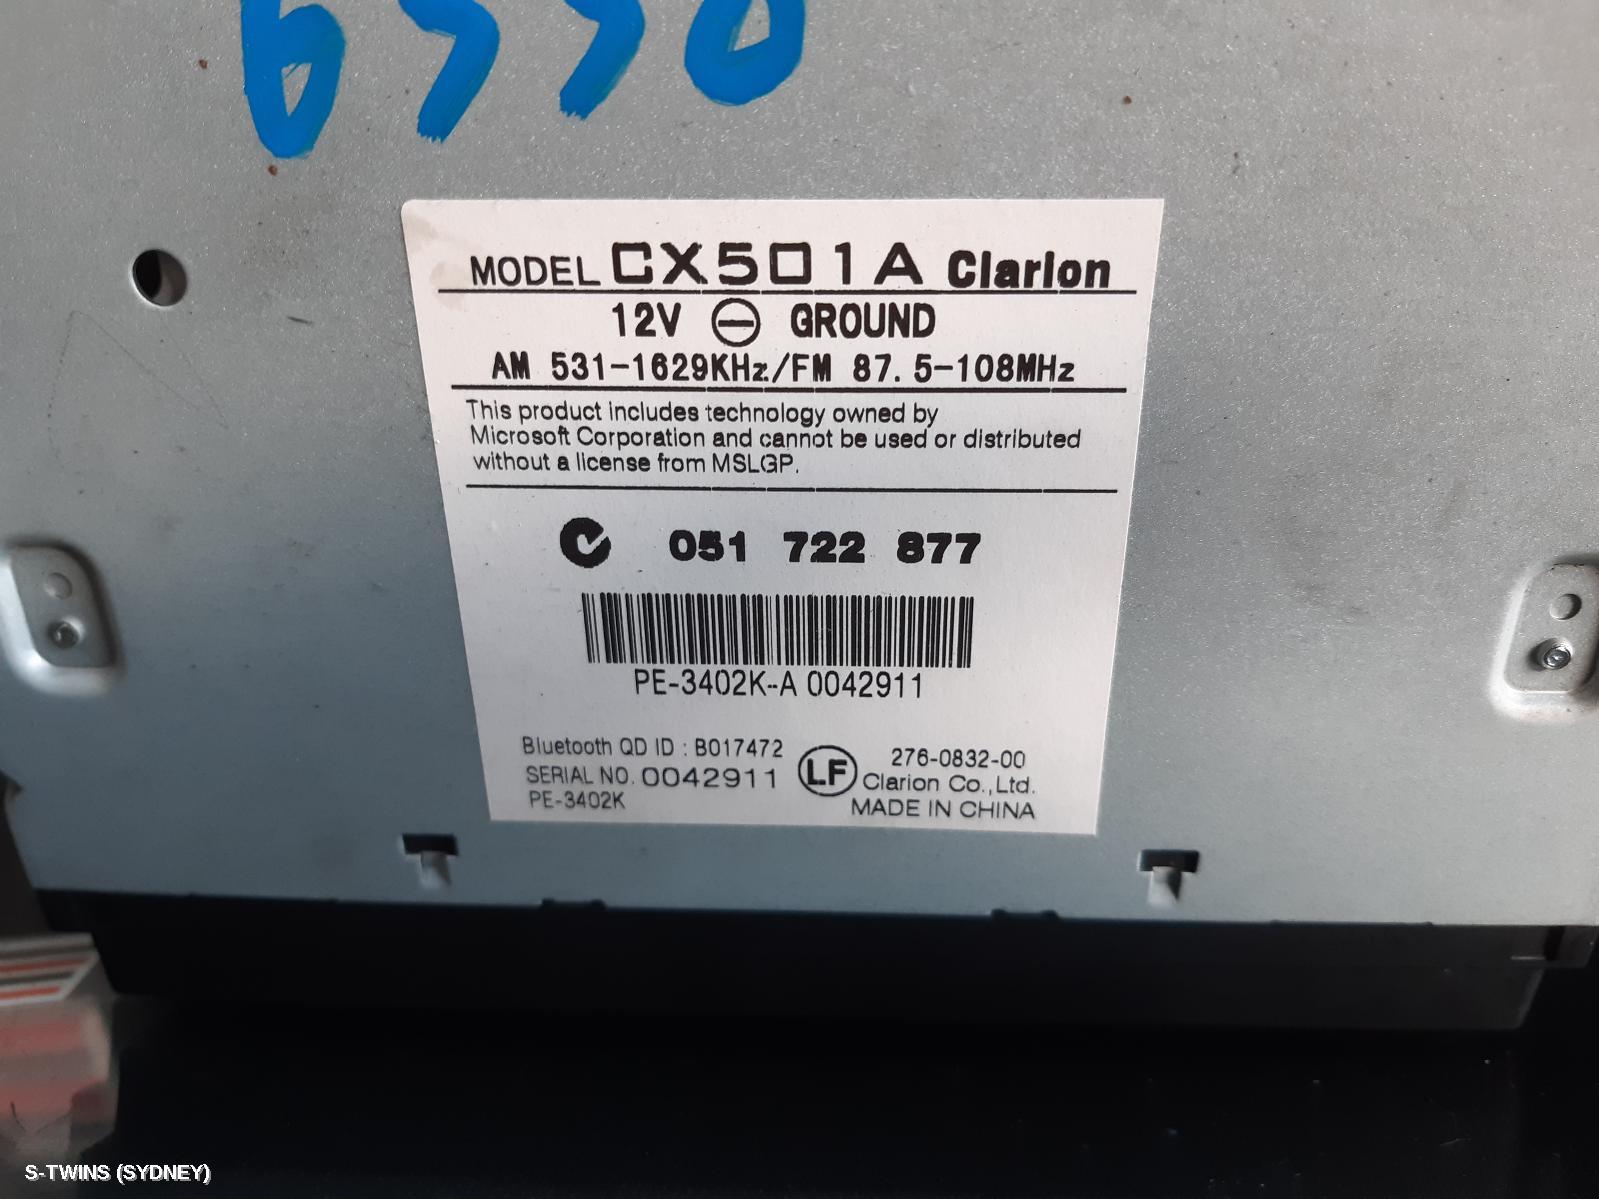 MODEL CX501A Clarion
12V ⊖ GROUND
AM 531-1629KHz/FM 87.5-108MHz
This product includes technology owned by
Microsoft Corporation and cannot be used or distributed
without a license from MSLGP.
051 722 877
PE-3402K-A 0042911
Bluetooth QD ID : B017472
SERIAL NO. 0042911
PE-3402K
LF
276-0832-00
Clarion Co.,Ltd.
MADE IN CHINA
S-TWINS (SYDNEY)